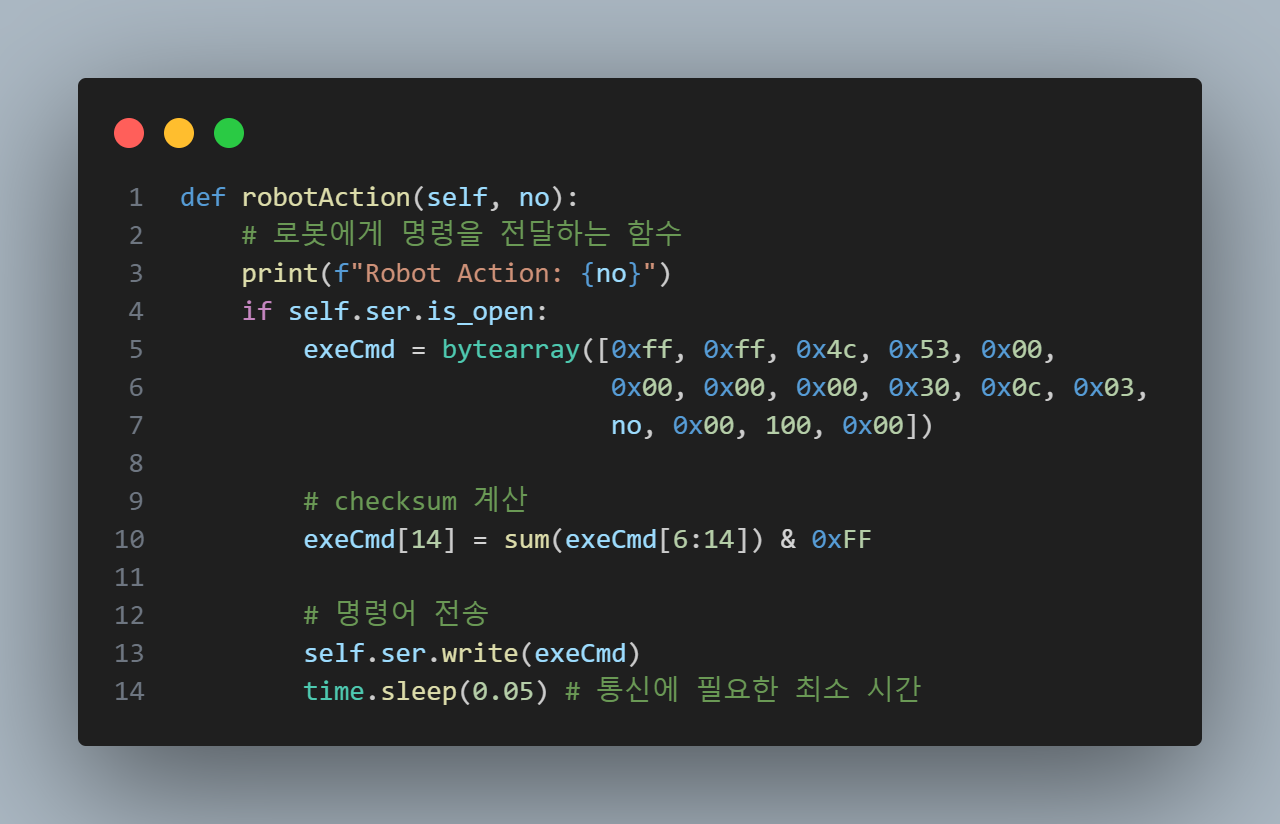 1 def robotAction(self, no):
2     # 로봇에게 명령을 전달하는 함수
3     print(f"Robot Action: {no}")
4     if self.ser.is_open:
5         exeCmd = bytearray([0xff, 0xff, 0x4c, 0x53, 0x00,
6                             0x00, 0x00, 0x00, 0x30, 0x0c, 0x03,
7                             no, 0x00, 100, 0x00])
8
9         # checksum 계산
10         exeCmd[14] = sum(exeCmd[6:14]) & 0xFF
11
12         # 명령어 전송
13         self.ser.write(exeCmd)
14         time.sleep(0.05) # 통신에 필요한 최소 시간